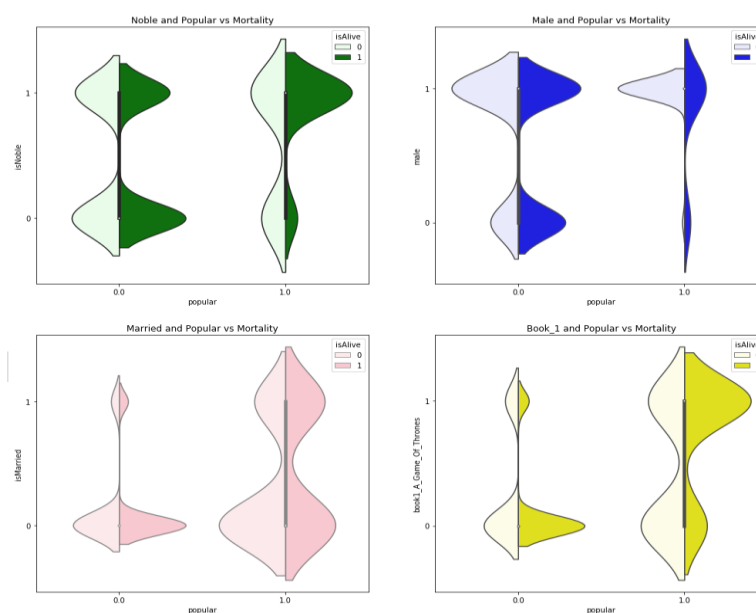 Noble and Popular vs Mortality
isAlive
0
1
1
0
isNoble
0.0
1.0
popular
Male and Popular vs Mortality
isAlive
1
0
male
0.0
1.0
popular
Married and Popular vs Mortality
isAlive
0
1
1
0
isMarried
0.0
1.0
popular
Book_1 and Popular vs Mortality
isAlive
1
0
book1_A_Game_Of_Thrones
0.0
1.0
popular